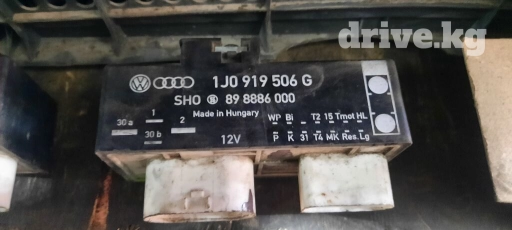 drive.kg
1J0 919 506 G
SHO 89 8886 000
Made in Hungary
30 a 1 2
30 b
12V
WP Bi T2 15 Tmot HL
P K 31 T4 MK Res. Lg